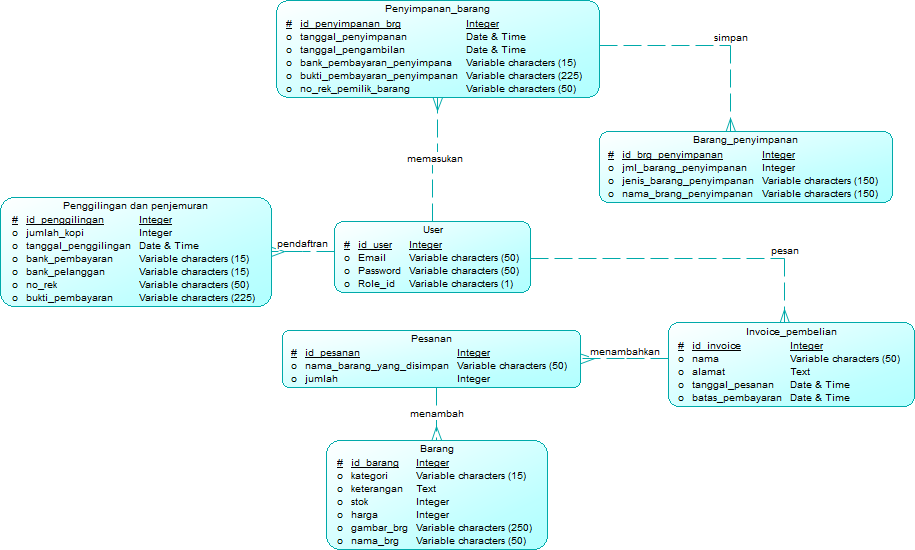 Penyimpanan_barang
# id_penyimpanan_brg Integer
o tanggal_penyimpanan Date & Time
o tanggal_pengambilan Date & Time
o bank_pembayaran_penyimpana Variable characters (15)
o bukti_pembayaran_penyimpanan Variable characters (225)
o no_rek_pemilik_barang Variable characters (50)
simpan
Barang_penyimpanan
# id_brg_penyimpanan Integer
o jml_barang_penyimpanan Integer
o jenis_barang_penyimpanan Variable characters (150)
o nama_brang_penyimpanan Variable characters (150)
memasukan
Penggilingan dan penjemuran
# id_penggilingan Integer
o jumlah_kopi Integer
o tanggal_penggilingan Date & Time
o bank_pembayaran Variable characters (15)
o bank_pelanggan Variable characters (15)
o no_rek Variable characters (50)
o bukti_pembayaran Variable characters (225)
pendaftran
User
# id_user Integer
o Email Variable characters (50)
o Password Variable characters (50)
o Role_id Variable characters (1)
pesan
Invoice_pembelian
# id_invoice Integer
o nama Variable characters (50)
o alamat Text
o tanggal_pesanan Date & Time
o batas_pembayaran Date & Time
menambahkan
Pesanan
# id_pesanan Integer
o nama_barang_yang_disimpan Variable characters (50)
o jumlah Integer
menambah
Barang
# id_barang Integer
o kategori Variable characters (15)
o keterangan Text
o stok Integer
o harga Integer
o gambar_brg Variable characters (250)
o nama_brg Variable characters (50)